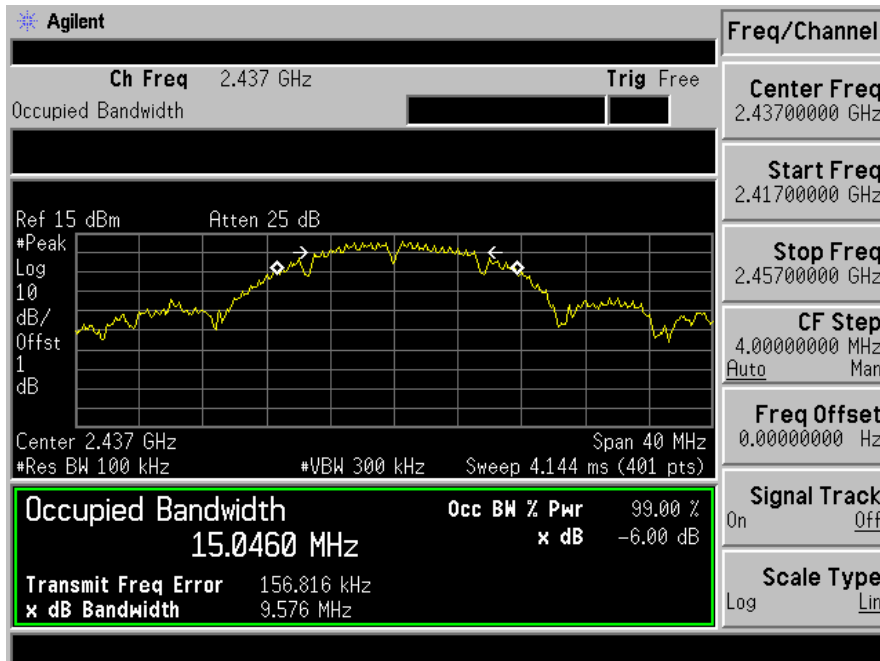 Agilent
Ch Freq 2.437 GHz Trig Free
Occupied Bandwidth
Ref 15 dBm Atten 25 dB
#Peak
Log
10
dB/
Offst
1
dB
Center 2.437 GHz Span 40 MHz
#Res BW 100 kHz #VBW 300 kHz Sweep 4.144 ms (401 pts)
Occupied Bandwidth
15.0460 MHz
Occ BW % Pwr 99.00 %
x dB -6.00 dB
Transmit Freq Error 156.816 kHz
x dB Bandwidth 9.576 MHz
Freq/Channel
Center Freq
2.43700000 GHz
Start Freq
2.41700000 GHz
Stop Freq
2.45700000 GHz
CF Step
4.00000000 MHz
Auto Man
Freq Offset
0.00000000 Hz
Signal Track
On Off
Scale Type
Log Lin